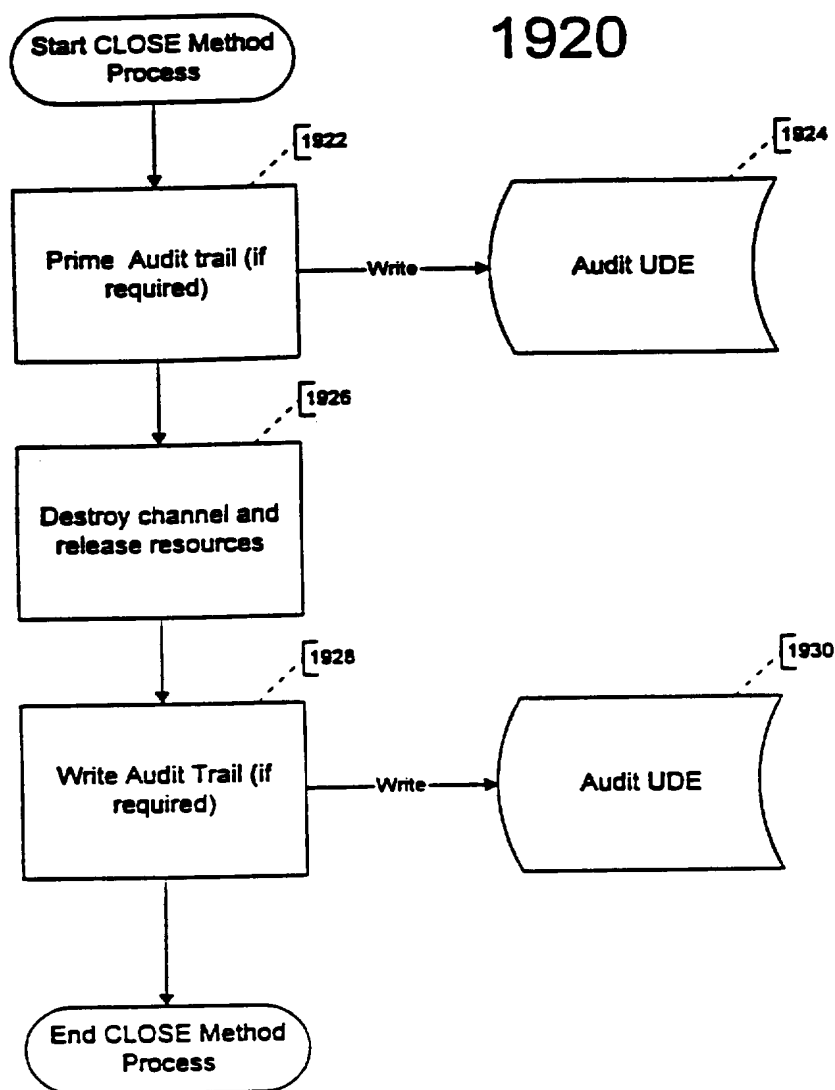 1920
Start CLOSE Method
Process
1922
1924
Prime Audit trail (if
required)
Write
Audit UDE
1926
Destroy channel and
release resources
1928
1930
Write Audit Trail (if
required)
Write
Audit UDE
End CLOSE Method
Process